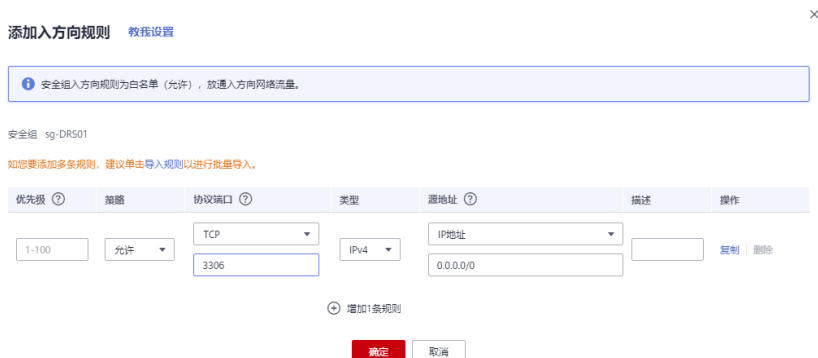 添加入方向规则 教我设置
安全组入方向规则为白名单（允许），放通入方向网络流量。
安全组 sg-DRS01
如您要添加多条规则，建议单击导入规则以进行批量导入。
优先级 策略 协议端口 类型 源地址 描述 操作
1-100 允许 TCP IPv4 IP地址 复制 删除
3306 0.0.0.0/0
增加1条规则
确定 取消